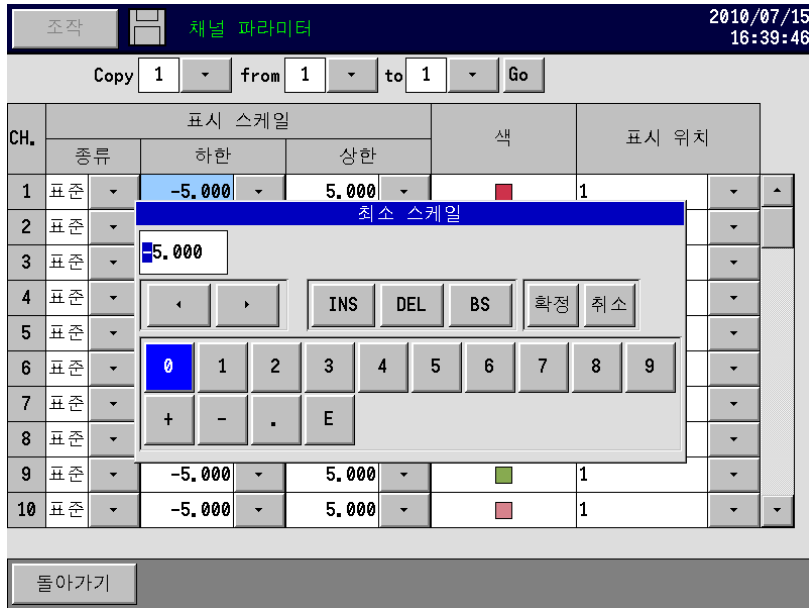 조작 채널 파라미터 2010/07/15
16:39:46
Copy 1 from 1 to 1 Go
CH. 표시 스케일 색 표시 위치
종류 하한 상한
1 표준 -5.000 5.000 1
최소 스케일
2 표준
-5.000
3 표준
4 표준 INS DEL BS 확정 취소
5 표준
6 표준 0 1 2 3 4 5 6 7 8 9
7 표준
+ - . E
8 표준
9 표준 -5.000 5.000 1
10 표준 -5.000 5.000 1
돌아가기